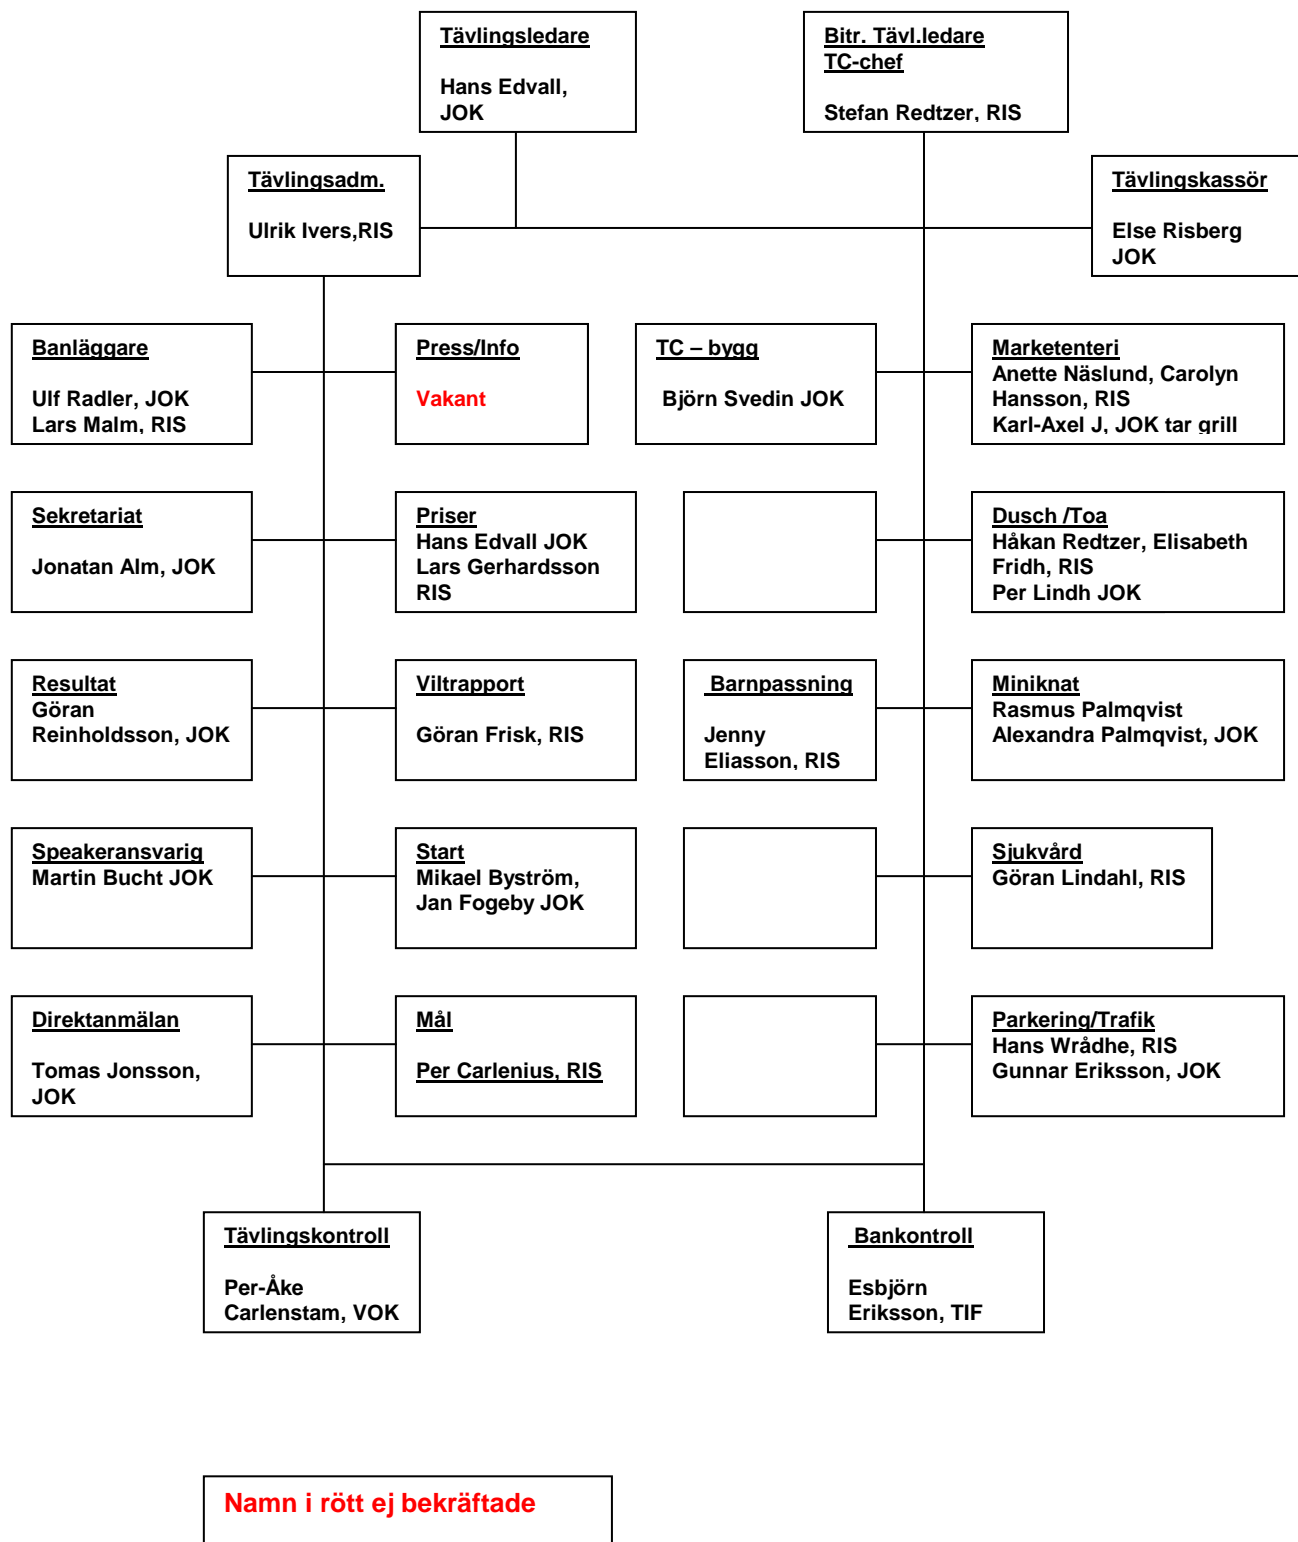 Tävlingsledare
Hans Edvall,
JOK
Bitr. Tävl.ledare
TC-chef
Stefan Redtzer, RIS
Tävlingsadm.
Ulrik Ivers,RIS
Tävlingskassör
Else Risberg
JOK
Banläggare
Ulf Radler, JOK
Lars Malm, RIS
Press/Info
Vakant
TC – bygg
Björn Svedin JOK
Marketenteri
Anette Näslund, Carolyn
Hansson, RIS
Karl-Axel J, JOK tar grill
Sekretariat
Jonatan Alm, JOK
Priser
Hans Edvall JOK
Lars Gerhardsson
RIS
Dusch /Toa
Håkan Redtzer, Elisabeth
Fridh, RIS
Per Lindh JOK
Resultat
Göran
Reinholdsson, JOK
Viltrapport
Göran Frisk, RIS
Barnpassning
Jenny
Eliasson, RIS
Miniknat
Rasmus Palmqvist
Alexandra Palmqvist, JOK
Speakeransvarig
Martin Bucht JOK
Start
Mikael Byström,
Jan Fogeby JOK
Sjukvård
Göran Lindahl, RIS
Direktanmälan
Tomas Jonsson,
JOK
Mål
Per Carlenius, RIS
Parkering/Trafik
Hans Wrådhe, RIS
Gunnar Eriksson, JOK
Tävlingskontroll
Per-Åke
Carlenstam, VOK
Bankontroll
Esbjörn
Eriksson, TIF
Namn i rött ej bekräftade